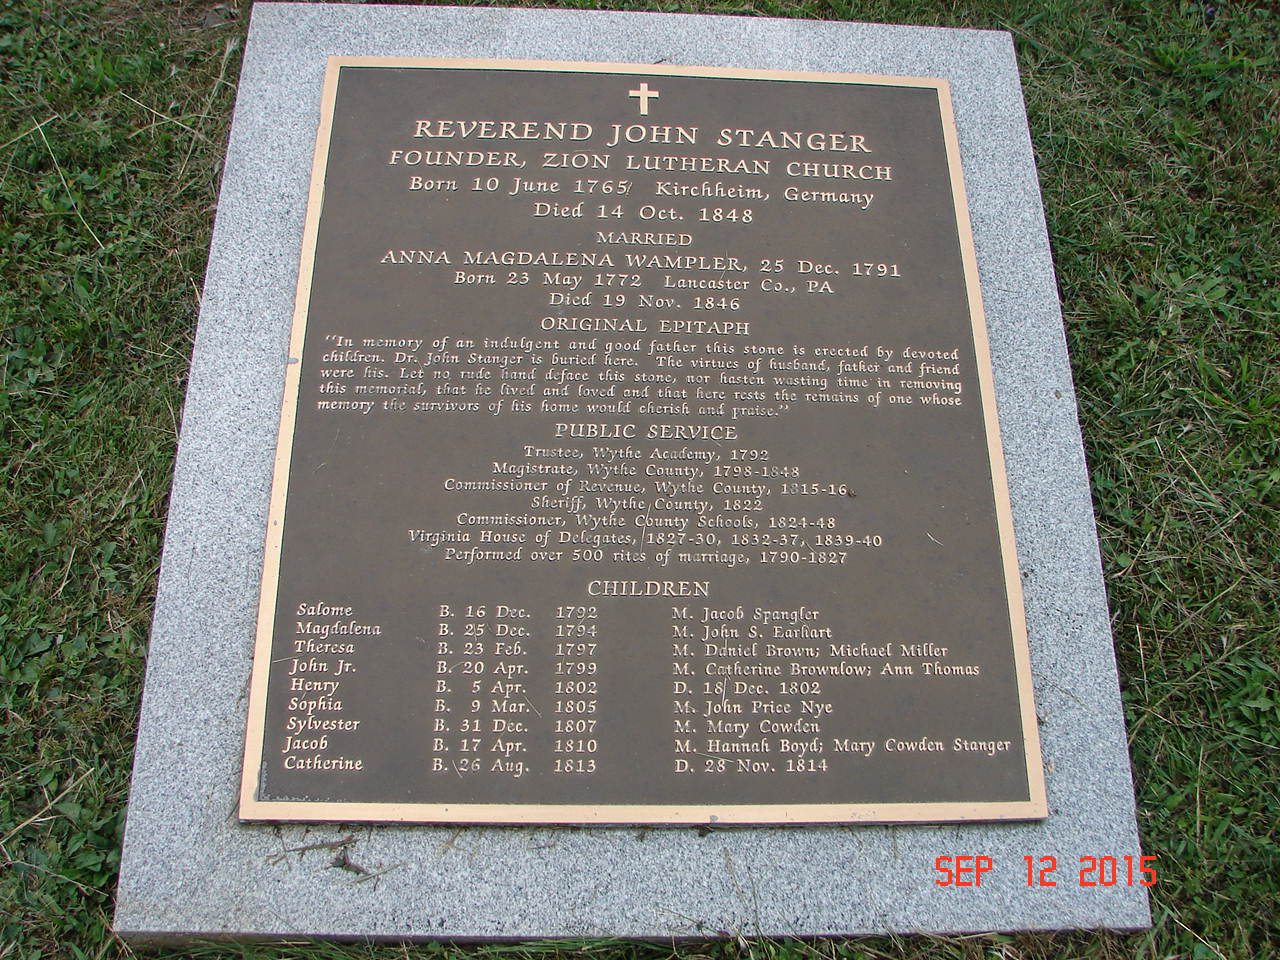 REVEREND JOHN STANGER
FOUNDER, ZION LUTHERAN CHURCH
Born 10 June 1765 Kirchheim, Germany
Died 14 Oct. 1848
MARRIED
ANNA MAGDALENA WAMPLER, 25 Dec. 1791
Born 23 May 1772 Lancaster Co., PA
Died 19 Nov. 1846
ORIGINAL EPITAPH
"In memory of an indulgent and good father this stone is erected by devoted
children. Dr. John Stanger is buried here. The virtues of husband, father and friend
were his. Let no rude hand deface this stone, nor hasten wasting time in removing
this memorial, that he lived and loved and that here rests the remains of one whose
memory the survivors of his home would cherish and praise."
PUBLIC SERVICE
Trustee, Wythe Academy, 1792
Magistrate, Wythe County, 1798-1848
Commissioner of Revenue, Wythe County, 1815-16
Sheriff, Wythe County, 1822
Commissioner, Wythe County Schools, 1824-48
Virginia House of Delegates, 1827-30, 1832-37, 1839-40
Performed over 500 rites of marriage, 1790-1827
CHILDREN
Salome B. 16 Dec. 1792 M. Jacob Spangler
Magdalena B. 25 Dec. 1794 M. John S. Earhart
Theresa B. 23 Feb. 1797 M. Daniel Brown; Michael Miller
John Jr. B. 20 Apr. 1799 M. Catherine Brownlow; Ann Thomas
Henry B. 5 Apr. 1802 D. 18 Dec. 1802
Sophia B. 9 Mar. 1805 M. John Price Nye
Sylvester B. 31 Dec. 1807 M. Mary Cowden
Jacob B. 17 Apr. 1810 M. Hannah Boyd; Mary Cowden Stanger
Catherine B. 26 Aug. 1813 D. 28 Nov. 1814
SEP 12 2015